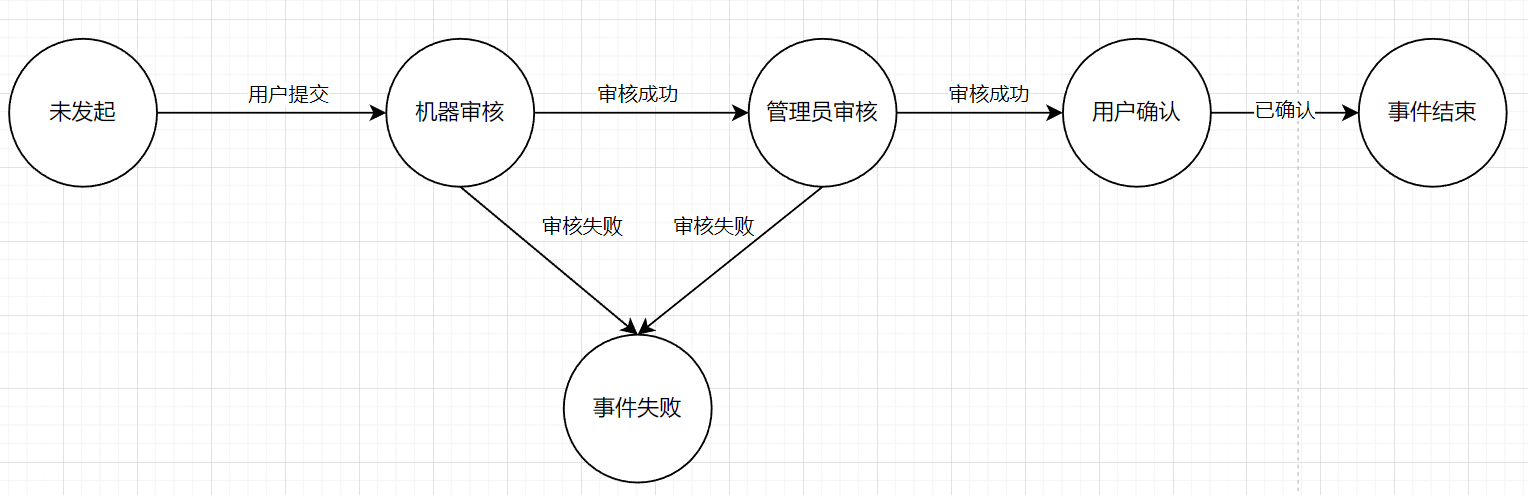 未发起
用户提交
机器审核
审核成功
管理员审核
审核成功
用户确认
已确认
事件结束
审核失败
审核失败
事件失败